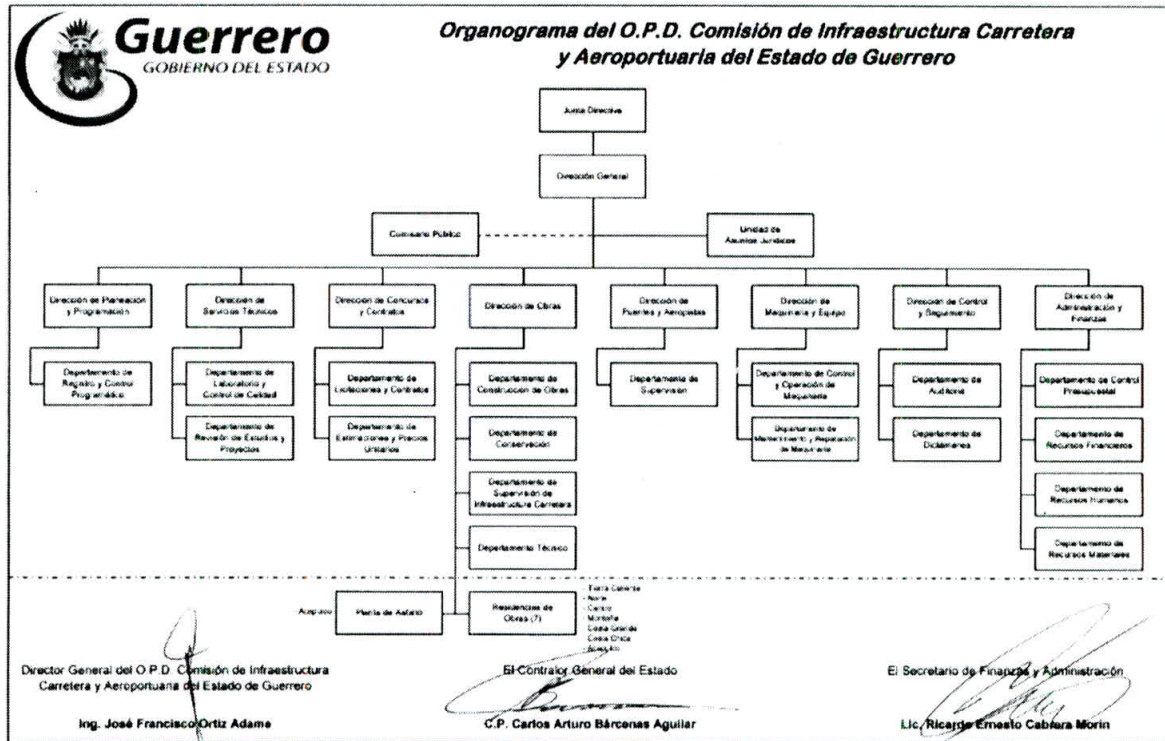 Guerrero
GOBIERNO DEL ESTADO
Organograma del O.P.D. Comisión de Infraestructura Carretera
y Aeroportuaria del Estado de Guerrero
Junta Directiva
Dirección General
Comisario Público
Unidad de
Asuntos Jurídicos
Dirección de Planeación
y Programación
Dirección de
Servicios Técnicos
Dirección de Concursos
y Contratos
Dirección de Obras
Dirección de
Puentes y Aeropistas
Dirección de
Maquinaria y Equipo
Dirección de Control
y Seguimiento
Dirección de
Administración y
Finanzas
Departamento de
Registro y Control
Programático
Departamento de
Laboratorio y
Control de Calidad
Departamento de
Licitaciones y Contratos
Departamento de
Construcción de Obras
Departamento de
Supervisión
Departamento de Control
y Operación de
Maquinaria
Departamento de
Auditoría
Departamento de Control
Presupuestal
Departamento de
Revisión de Estudios y
Proyectos
Departamento de
Estimaciones y Precios
Unitarios
Departamento de
Conservación
Departamento de
Mantenimiento y Reparación
de Maquinaria
Departamento de
Dictámenes
Departamento de
Recursos Financieros
Departamento de
Supervisión de
Infraestructura Carretera
Departamento de
Recursos Humanos
Departamento Técnico
Departamento de
Recursos Materiales
Acapulco
Planta de Asfalto
Residencias de
Obras (7)
- Tierra Caliente
- Norte
- Centro
- Montaña
- Costa Grande
- Costa Chica
- Acapulco
Director General del O.P.D. Comisión de Infraestructura
Carretera y Aeroportuaria del Estado de Guerrero
Ing. José Francisco Ortiz Adame
El Contralor General del Estado
C.P. Carlos Arturo Bárcenas Aguilar
El Secretario de Finanzas y Administración
Lic. Ricardo Ernesto Cabrera Morín